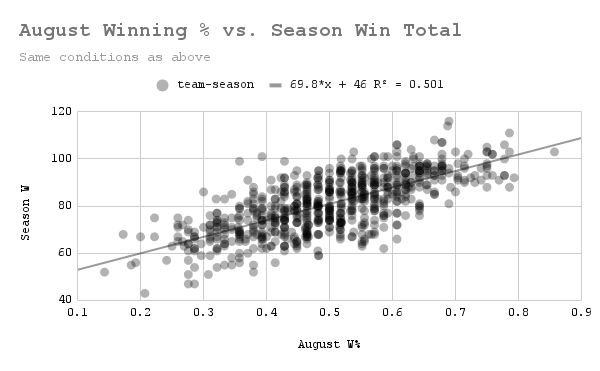 August Winning % vs. Season Win Total
Same conditions as above
team-season 69.8*x + 46 R² = 0.501
120
100
80
60
40
Season W
0.1 0.2 0.3 0.4 0.5 0.6 0.7 0.8 0.9
August W%